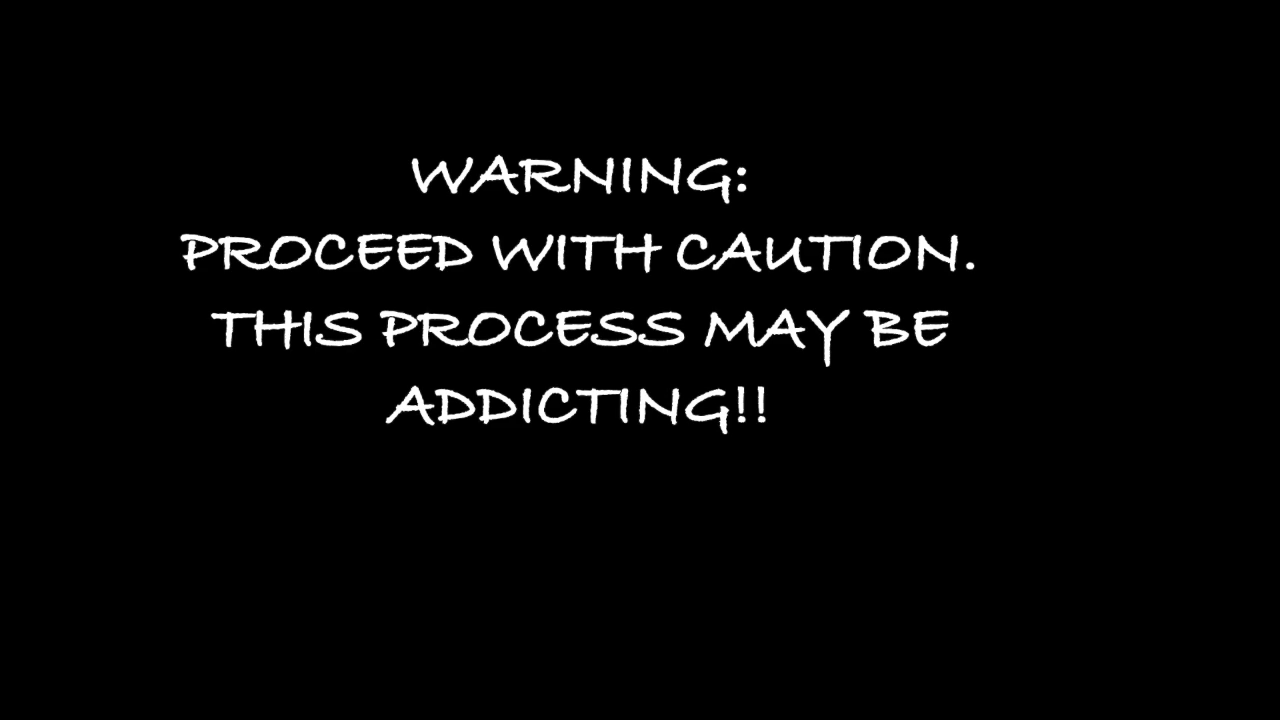 WARNING:
PROCEED WITH CAUTION.
THIS PROCESS MAY BE
ADDICTING!!